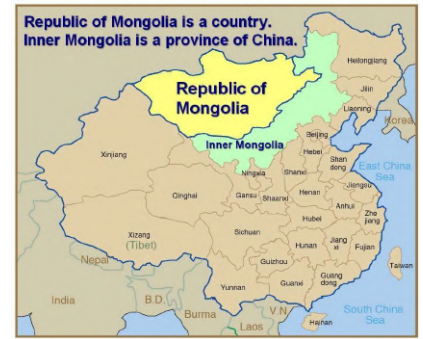 Republic of Mongolia is a country.
Inner Mongolia is a province of China.
Heilongjiang
Jilin
Republic of
Mongolia
Liaoning
Korea
Beijing
Inner Mongolia
Hebei
Xinjiang
Shan
dong
East China
Sea
Ningxia
Shanxi
Qinghai
Gansu
Shaanxi
Henan
Jiangsu
Anhui
Xizang
(Tibet)
Sichuan
Hubei
Zhe
jiang
Nepal
Hunan
Jiang
xi
Fujian
Guizhou
Taiwan
Yunnan
Guanxi
Guang
dong
India
B.D.
Burma
V.N.
Laos
Hainan
South China
Sea